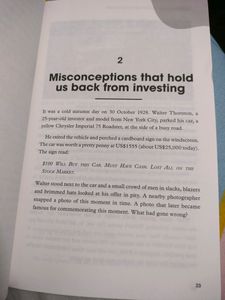 2
Misconceptions that hold
us back from investing
It was a cold autumn day on 30 October 1929. Walter Thornton, a
25-year-old investor and model from New York City, parked his car, a
yellow Chrysler Imperial 75 Roadster, at the side of a busy road.
He exited the vehicle and perched a cardboard sign on the windscreen.
The car was worth a pretty penny at US$1555 (about US$25,000 today).
The sign read:
$100 WILL BUY THIS CAR. MUST HAVE CASH. LOST ALL ON THE
STOCK MARKET.
Walter stood next to the car and a small crowd of men in slacks, blazers
and brimmed hats looked at his offer in pity. A nearby photographer
snapped a photo of this moment in time. A photo that later became
famous for commemorating this moment. What had gone wrong?
23